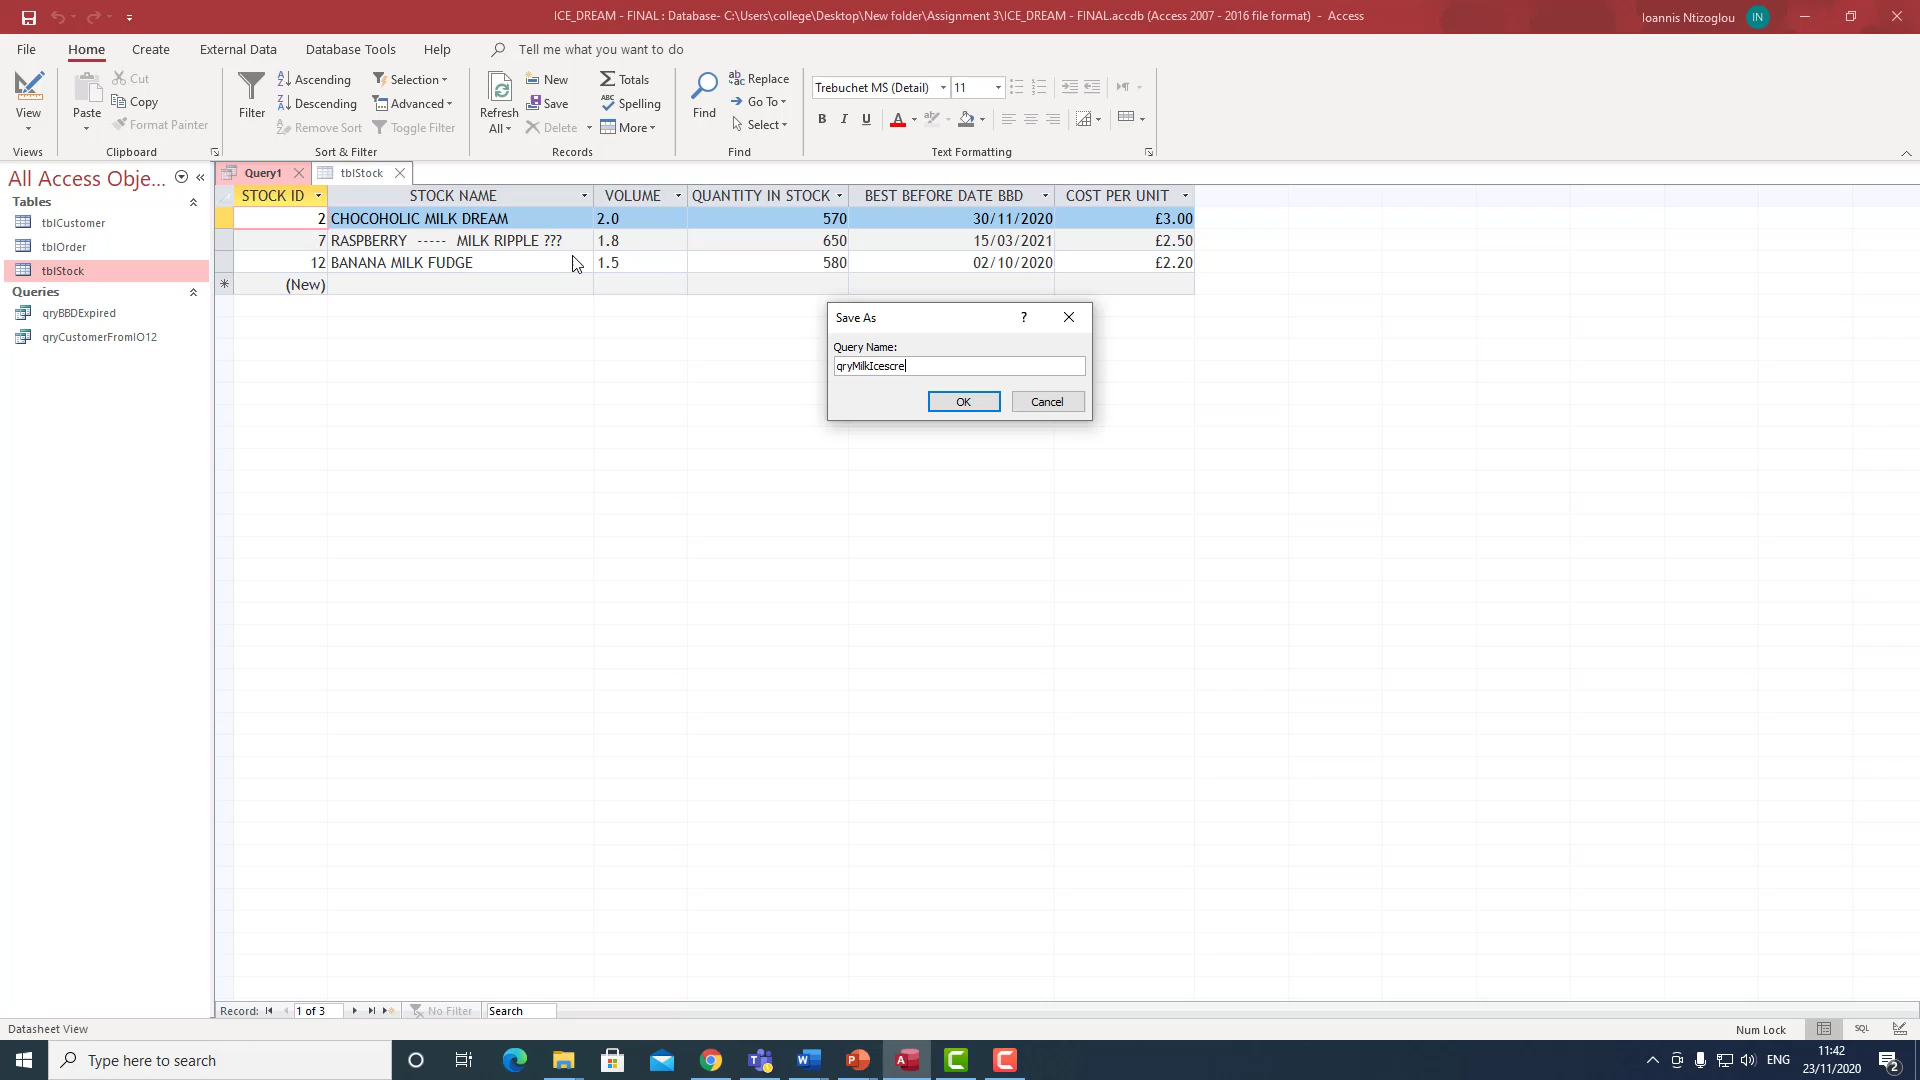 ICE_DREAM - FINAL : Database- C:\Users\college\Desktop\New folder\Assignment 3\ICE_DREAM - FINAL.accdb (Access 2007 - 2016 file format) - Access
Ioannis Ntizoglou IN
File Home Create External Data Database Tools Help Tell me what you want to do
View
Views
Paste
Cut
Copy
Format Painter
Clipboard
Filter
Ascending
Descending
Remove Sort
Selection
Advanced
Toggle Filter
Sort & Filter
Refresh
All
New
Save
Delete
Totals
Spelling
More
Records
Find
Replace
Go To
Select
Find
Trebuchet MS (Detail) 11
B I U A
Text Formatting
All Access Obje...
Tables
tblCustomer
tblOrder
tblStock
Queries
qryBBDExpired
qryCustomerFromIO12
Query1 tblStock
STOCK ID STOCK NAME VOLUME QUANTITY IN STOCK BEST BEFORE DATE BBD COST PER UNIT
2 CHOCOHOLIC MILK DREAM 2.0 570 30/11/2020 £3.00
7 RASPBERRY ----- MILK RIPPLE ??? 1.8 650 15/03/2021 £2.50
12 BANANA MILK FUDGE 1.5 580 02/10/2020 £2.20
(New)
Save As ?
Query Name:
qryMilkIcescre
OK Cancel
Record: 1 of 3 No Filter Search
Datasheet View
Num Lock SQL
Type here to search
ENG
11:42
23/11/2020
2